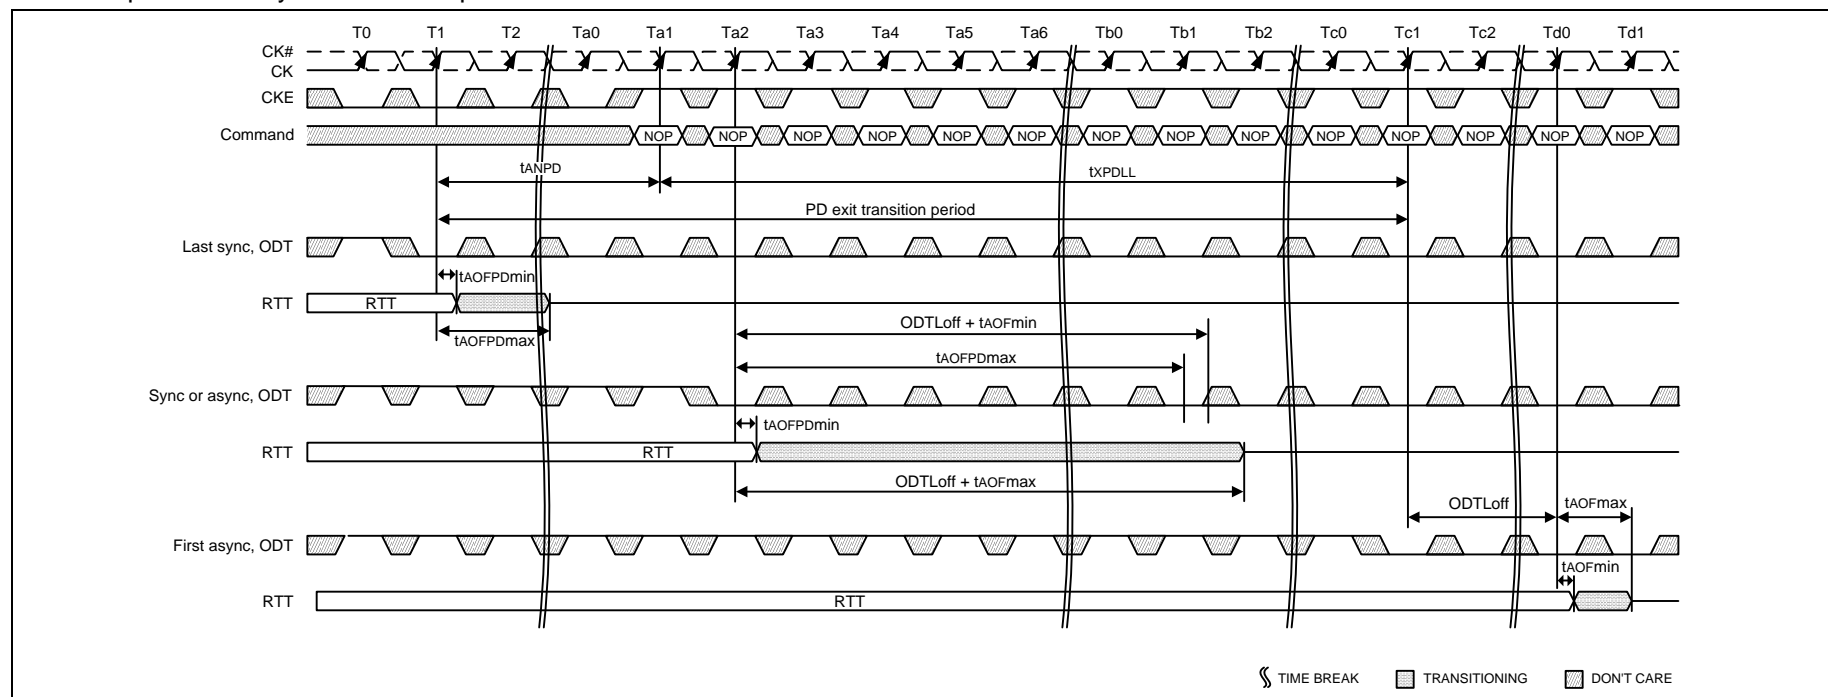 T0 T1 T2 Ta0 Ta1 Ta2 Ta3 Ta4 Ta5 Ta6 Tb0 Tb1 Tb2 Tc0 Tc1 Tc2 Td0 Td1
CK#
CK
CKE
Command NOP NOP NOP NOP NOP NOP NOP NOP NOP NOP NOP NOP NOP NOP
tANPD tXPDLL
PD exit transition period
Last sync, ODT
tAOFPDmin
RTT RTT
tAOFPDmax
ODTLoff + tAOFmin
tAOFPDmax
Sync or async, ODT
tAOFPDmin
RTT RTT
ODTLoff + tAOFmax
ODTLoff tAOFmax
First async, ODT
tAOFmin
RTT RTT
TIME BREAK TRANSITIONING DON'T CARE